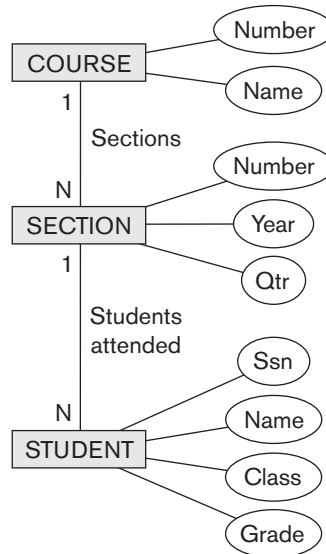 Number
COURSE
Name
1
Sections
N
Number
SECTION
Year
1
Qtr
Students
attended
Ssn
N
Name
STUDENT
Class
Grade